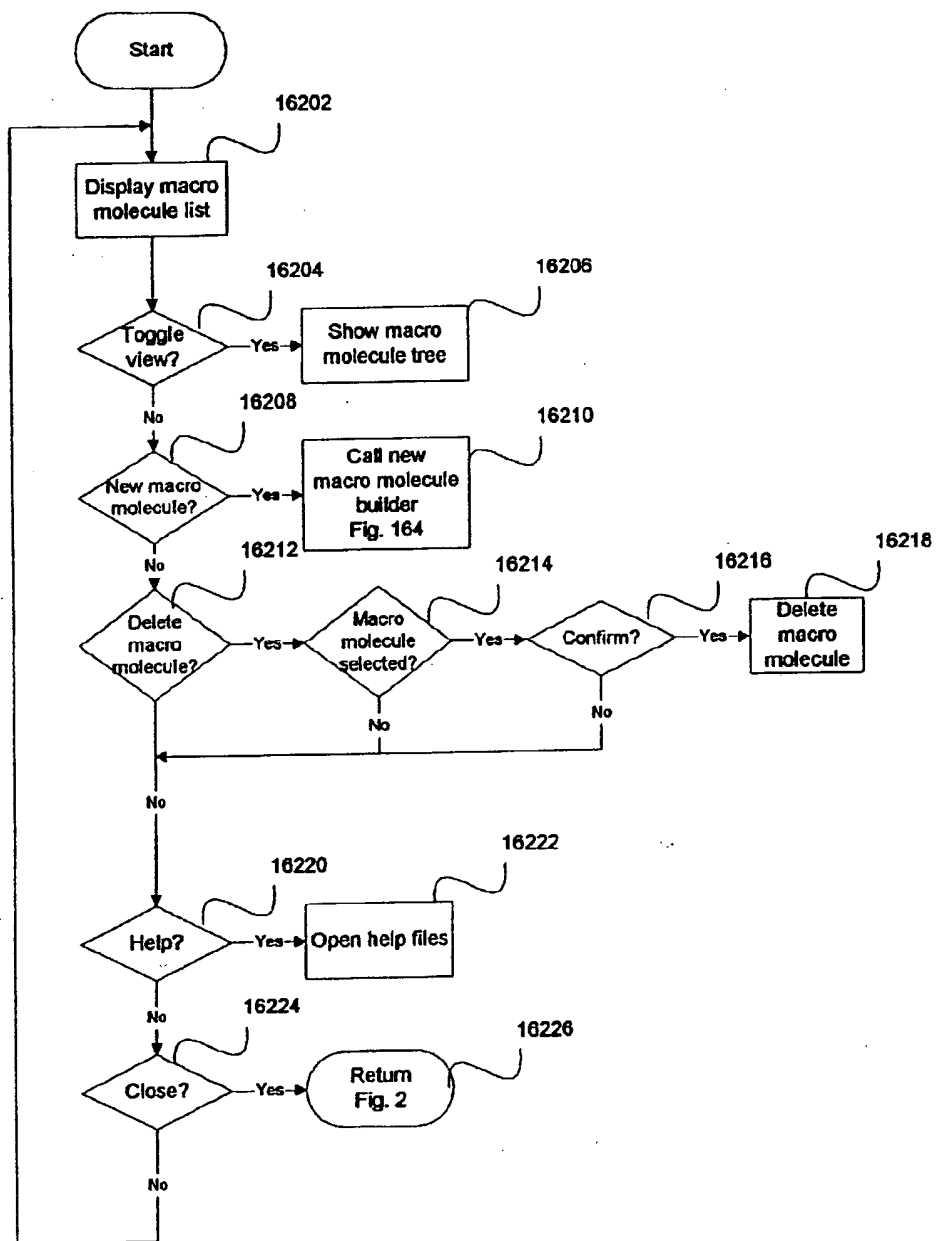 Start
16202
Display macro
molecule list
16204
16206
Toggle
view?
Yes
Show macro
molecule tree
No
16208
16210
New macro
molecule?
Yes
Call new
macro molecule
builder
Fig. 164
No
16212
16214
16216
16218
Delete
macro
molecule?
Yes
Macro
molecule
selected?
Yes
Confirm?
Yes
Delete
macro
molecule
No
No
No
16220
16222
Help?
Yes
Open help files
No
16224
16226
Close?
Yes
Return
Fig. 2
No